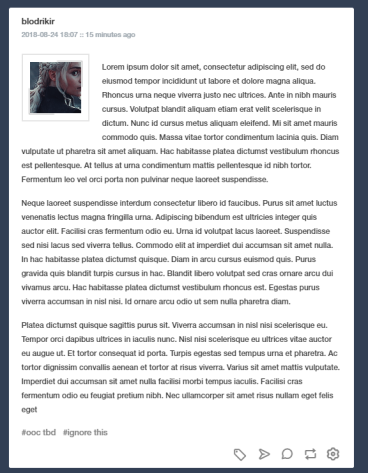 blodrikir
2018-08-24 18:07 :: 15 minutes ago
Lorem ipsum dolor sit amet, consectetur adipiscing elit, sed do
eiusmod tempor incididunt ut labore et dolore magna aliqua.
Rhoncus urna neque viverra justo nec ultrices. Ante in nibh mauris
cursus. Volutpat blandit aliquam etiam erat velit scelerisque in
dictum. Nunc id cursus metus aliquam eleifend. Mi sit amet mauris
commodo quis. Massa vitae tortor condimentum lacinia quis. Diam
vulputate ut pharetra sit amet aliquam. Hac habitasse platea dictumst vestibulum rhoncus
est pellentesque. At tellus at urna condimentum mattis pellentesque id nibh tortor.
Fermentum leo vel orci porta non pulvinar neque laoreet suspendisse.
Neque laoreet suspendisse interdum consectetur libero id faucibus. Purus sit amet luctus
venenatis lectus magna fringilla urna. Adipiscing bibendum est ultricies integer quis
auctor elit. Facilisi cras fermentum odio eu. Urna id volutpat lacus laoreet. Suspendisse
sed nisi lacus sed viverra tellus. Commodo elit at imperdiet dui accumsan sit amet nulla.
In hac habitasse platea dictumst quisque. Diam in arcu cursus euismod quis. Purus
gravida quis blandit turpis cursus in hac. Blandit libero volutpat sed cras ornare arcu dui
vivamus arcu. Hac habitasse platea dictumst vestibulum rhoncus est. Egestas purus
viverra accumsan in nisl nisi. Id ornare arcu odio ut sem nulla pharetra diam.
Platea dictumst quisque sagittis purus sit. Viverra accumsan in nisl nisi scelerisque eu.
Tempor orci dapibus ultrices in iaculis nunc. Nisl nisi scelerisque eu ultrices vitae auctor
eu augue ut. Et tortor consequat id porta. Turpis egestas sed tempus urna et pharetra. Ac
tortor dignissim convallis aenean et tortor at risus viverra. Varius sit amet mattis vulputate.
Imperdiet dui accumsan sit amet nulla facilisi morbi tempus iaculis. Facilisi cras
fermentum odio eu feugiat pretium nibh. Nec ullamcorper sit amet risus nullam eget felis
eget
#ooc tbd #ignore this